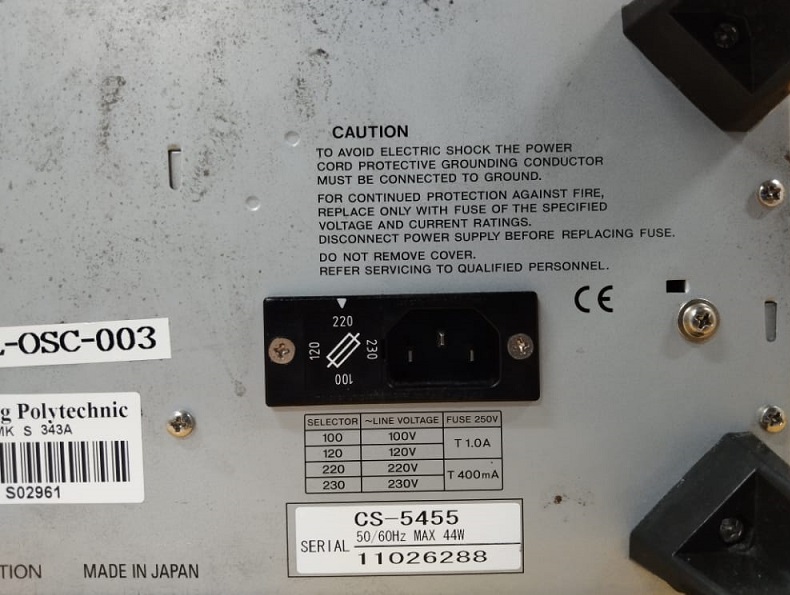 CAUTION
TO AVOID ELECTRIC SHOCK THE POWER
CORD PROTECTIVE GROUNDING CONDUCTOR
MUST BE CONNECTED TO GROUND.
FOR CONTINUED PROTECTION AGAINST FIRE,
REPLACE ONLY WITH FUSE OF THE SPECIFIED
VOLTAGE AND CURRENT RATINGS.
DISCONNECT POWER SUPPLY BEFORE REPLACING FUSE.
DO NOT REMOVE COVER.
REFER SERVICING TO QUALIFIED PERSONNEL.
CE
220
120 230
100
-OSC-003
g Polytechnic
MK S 343A
S02961
SELECTOR ~LINE VOLTAGE FUSE 250V
100 100V T 1.0A
120 120V
220 220V T 400mA
230 230V
CS-5455
50/60Hz MAX 44W
SERIAL 11026288
TION MADE IN JAPAN